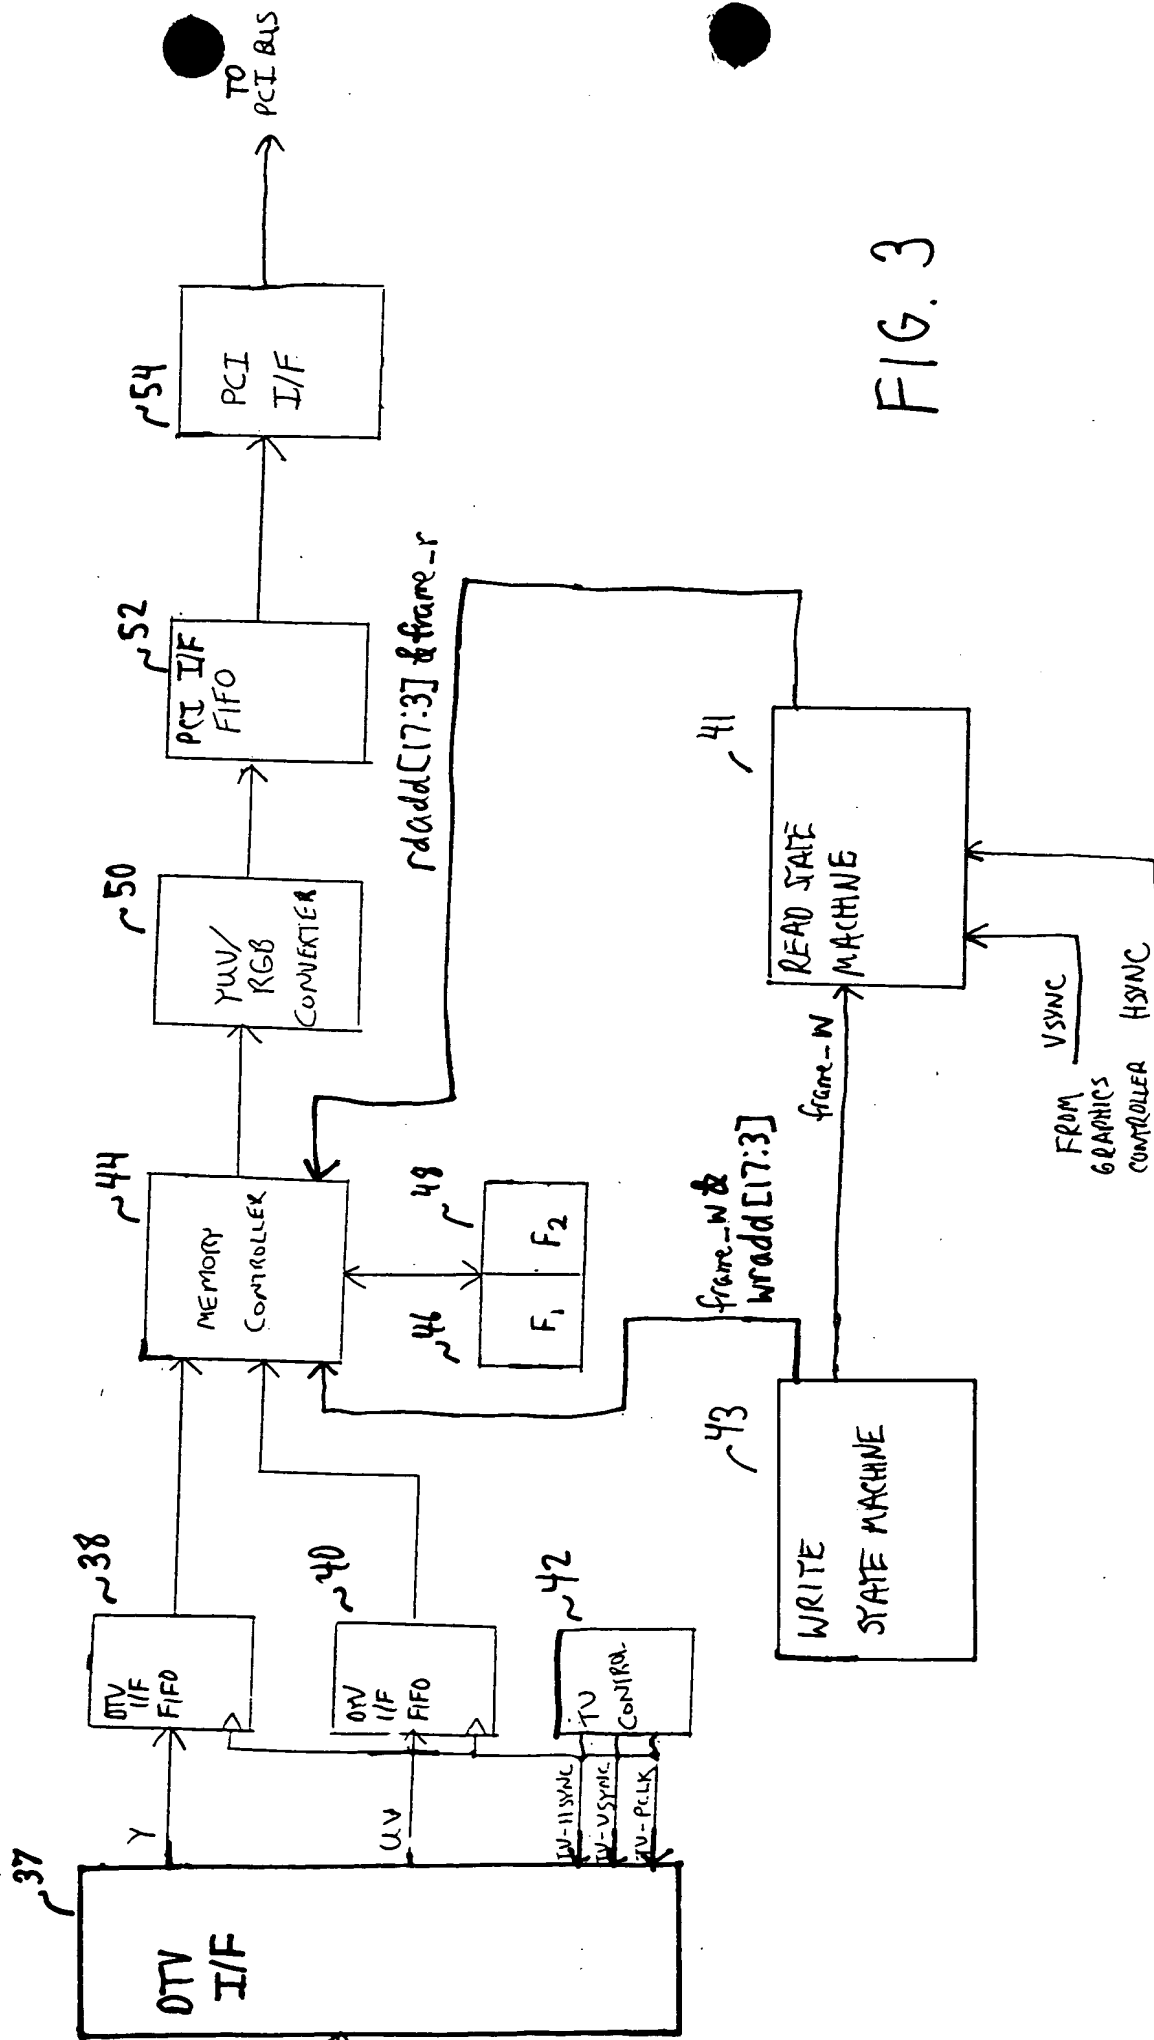 37
DTV
I/F
Y
UV
TV-HSYNC
TV-VSYNC
TV-PCLK
38
DTV
I/F
FIFO
40
DTV
I/F
FIFO
42
TV
CONTROL
44
MEMORY
CONTROLLER
46
48
F1
F2
50
YUV/
RGB
CONVERTER
52
PCI I/F
FIFO
54
PCI
I/F
TO
PCI BUS
rdadd[17:3] & frame_r
frame_w &
wradd[17:3]
43
WRITE
STATE MACHINE
frame_w
41
READ STATE
MACHINE
FROM
GRAPHICS
CONTROLLER
VSYNC
HSYNC
FIG. 3